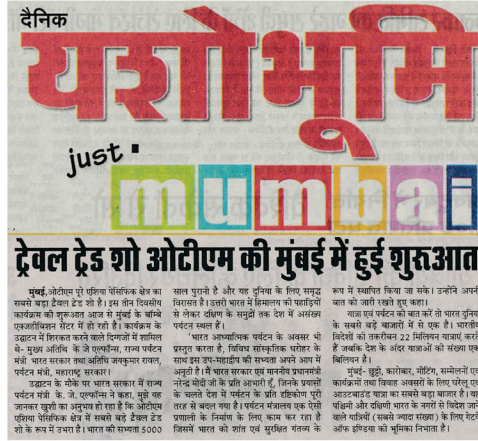 दैनिक
यशोभूमि
just
mumbai
ट्रेवल ट्रेड शो ओटीएम की मुंबई में हुई शुरूआत
मुंबई,ओटीएम पूरे एशिया पेसिफिक क्षेत्र का
सबसे बड़ा ट्रैवल ट्रेड शो है। इस तीन दिवसीय
कार्यक्रम की शुरुआत आज से मुंबई के बॉम्बे
एक्जहीबिशन सेंटर में हो रही है। कार्यक्रम के
उद्घाटन में शिरकत करने वाले दिग्गजों में शामिल
थे- मुख्य अतिथि के जे एल्फॉन्स, राज्य पर्यटन
मंत्री भारत सरकार तथा अतिथि जयकुमार रावल,
पर्यटन मंत्री, महाराष्ट्र सरकार।
उद्घाटन के मौके पर भारत सरकार में राज्य
पर्यटन मंत्री के. जे. एल्फॉन्स ने कहा, मुझे यह
जानकर खुशी का अनुभव हो रहा है कि ओटीएम
एशिया पेसिफिक क्षेत्र में सबसे बड़े ट्रैवल ट्रेड
शो के रूप में उभरा है। भारत की सभ्यता 5000
साल पुरानी है और यह दुनिया के लिए समृद्ध
विरासत है। उत्तरी भारत में हिमालय की पहाड़ियों
से लेकर दक्षिण के समुद्रों तक देश में असंख्य
पर्यटन स्थल हैं।
'भारत आध्यात्मिक पर्यटन के अवसर भी
प्रस्तुत करता है, विविध सांस्कृतिक धरोहर के
साथ इस उप-महाद्वीप की सभ्यता अपने आप में
अनूठी है। मैं भारत सरकार एवं माननीय प्रधानमंत्री
नरेन्द्र मोदी जी के प्रति आभारी हूँ, जिनके प्रयासों
के चलते देश में पर्यटन के प्रति दृष्टिकोण पूरी
तरह से बदल गया है। पर्यटन मंत्रालय एक ऐसी
प्रणाली के निर्माण के लिए काम कर रहा है
जिसमें भारत को शांत एवं सुरक्षित गंतव्य के
रूप में स्थापित किया जा सके। उन्होंने अपनी
बात को जारी रखते हुए कहा।
यात्रा एवं पर्यटन की बात करें तो भारत दुनिया
के सबसे बड़े बाजारों में से एक है। भारतीय
विदेशों की तकरीबन 22 मिलियन यात्राएं करते
हैं जबकि देश के अंदर यात्राओं की संख्या एक
बिलियन है।
मुंबई- छुट्टी, कारोबार, मीटिंग, सम्मेलनों एवं
कार्यक्रमों तथा विवाह अवसरों के लिए घरेलू एवं
आउटबाउंड यात्रा का सबसे बड़ा बाजार है। यह
पश्चिमी और दक्षिणी भारत के नगरों से विदेश जाने
वाले यात्रियों (सबसे ज्यादा संख्या) के लिए गेटवे
ऑफ इण्डिया की भूमिका निभाता है।